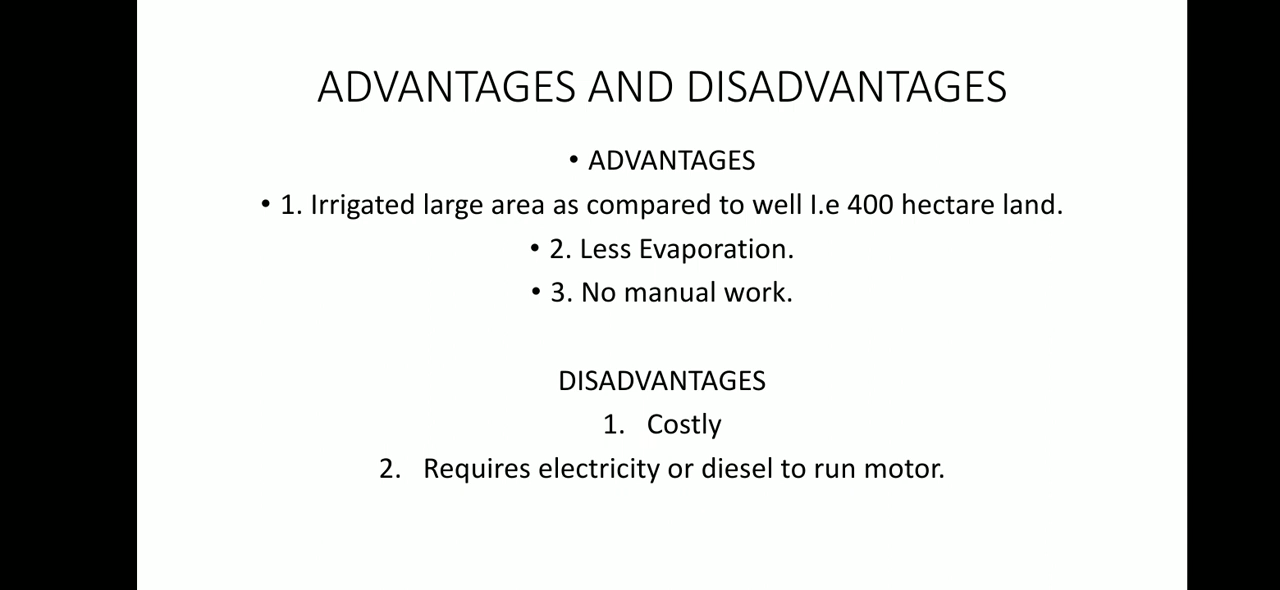 ADVANTAGES AND DISADVANTAGES
• ADVANTAGES
• 1. Irrigated large area as compared to well I.e 400 hectare land.
• 2. Less Evaporation.
• 3. No manual work.
DISADVANTAGES
1. Costly
2. Requires electricity or diesel to run motor.